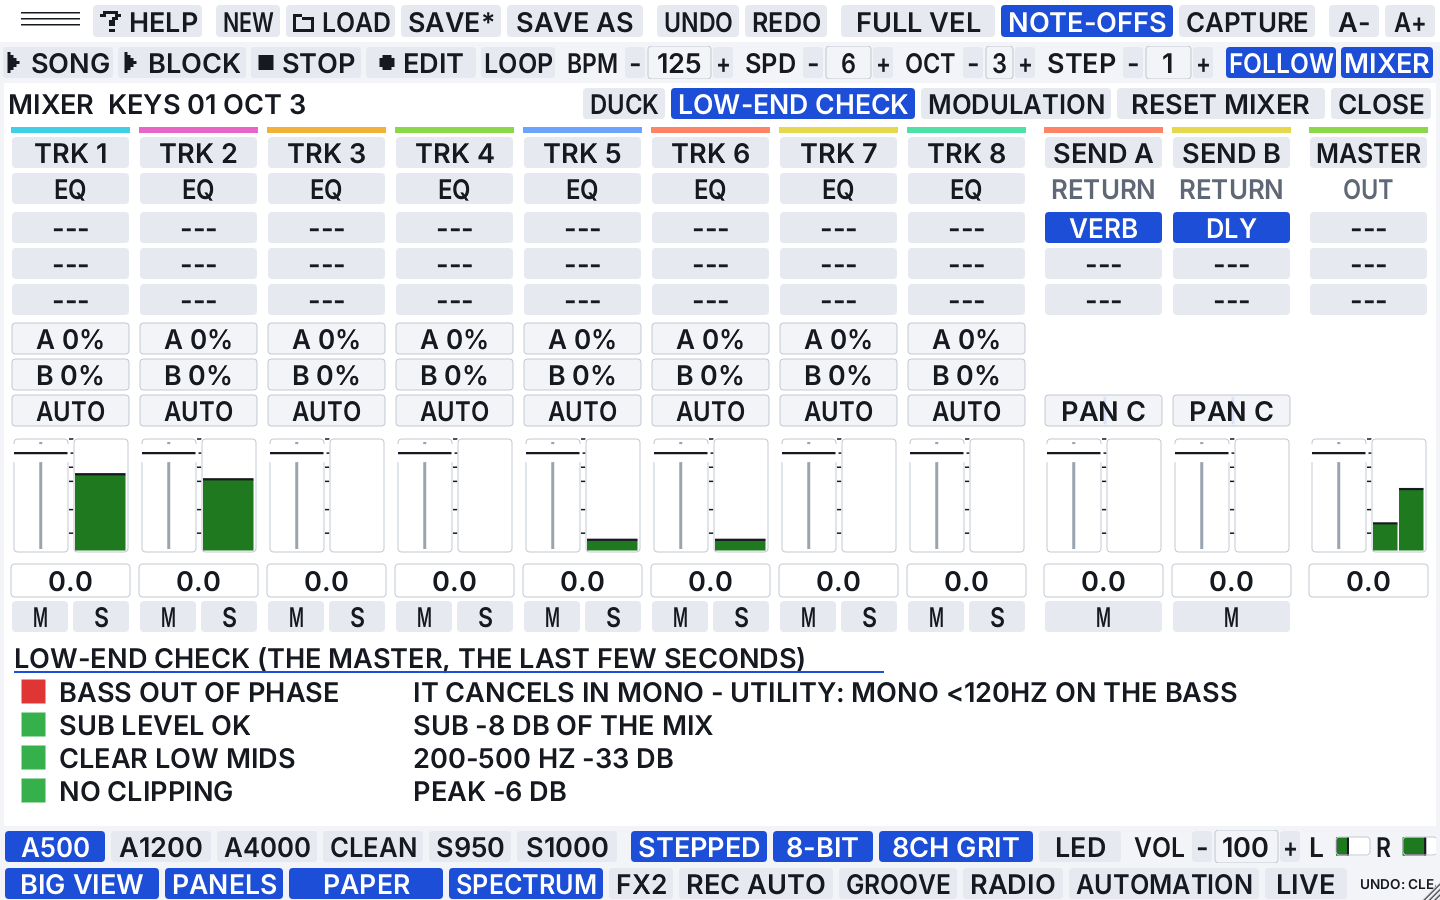 ? HELP NEW LOAD SAVE* SAVE AS UNDO REDO FULL VEL NOTE-OFFS CAPTURE A- A+
SONG BLOCK STOP EDIT LOOP BPM - 125 + SPD - 6 + OCT - 3 + STEP - 1 + FOLLOW MIXER
MIXER KEYS 01 OCT 3 DUCK LOW-END CHECK MODULATION RESET MIXER CLOSE
TRK 1 TRK 2 TRK 3 TRK 4 TRK 5 TRK 6 TRK 7 TRK 8 SEND A SEND B MASTER
EQ EQ EQ EQ EQ EQ EQ EQ RETURN RETURN OUT
--- --- --- --- --- --- --- --- VERB DLY ---
--- --- --- --- --- --- --- --- --- --- ---
--- --- --- --- --- --- --- --- --- --- ---
A 0% A 0% A 0% A 0% A 0% A 0% A 0% A 0%
B 0% B 0% B 0% B 0% B 0% B 0% B 0% B 0%
AUTO AUTO AUTO AUTO AUTO AUTO AUTO AUTO PAN C PAN C
0.0 0.0 0.0 0.0 0.0 0.0 0.0 0.0 0.0 0.0 0.0
M S M S M S M S M S M S M S M S M M
LOW-END CHECK (THE MASTER, THE LAST FEW SECONDS)
BASS OUT OF PHASE IT CANCELS IN MONO - UTILITY: MONO <120HZ ON THE BASS
SUB LEVEL OK SUB -8 DB OF THE MIX
CLEAR LOW MIDS 200-500 HZ -33 DB
NO CLIPPING PEAK -6 DB
A500 A1200 A4000 CLEAN S950 S1000 STEPPED 8-BIT 8CH GRIT LED VOL - 100 + L R
BIG VIEW PANELS PAPER SPECTRUM FX2 REC AUTO GROOVE RADIO AUTOMATION LIVE UNDO: CLE